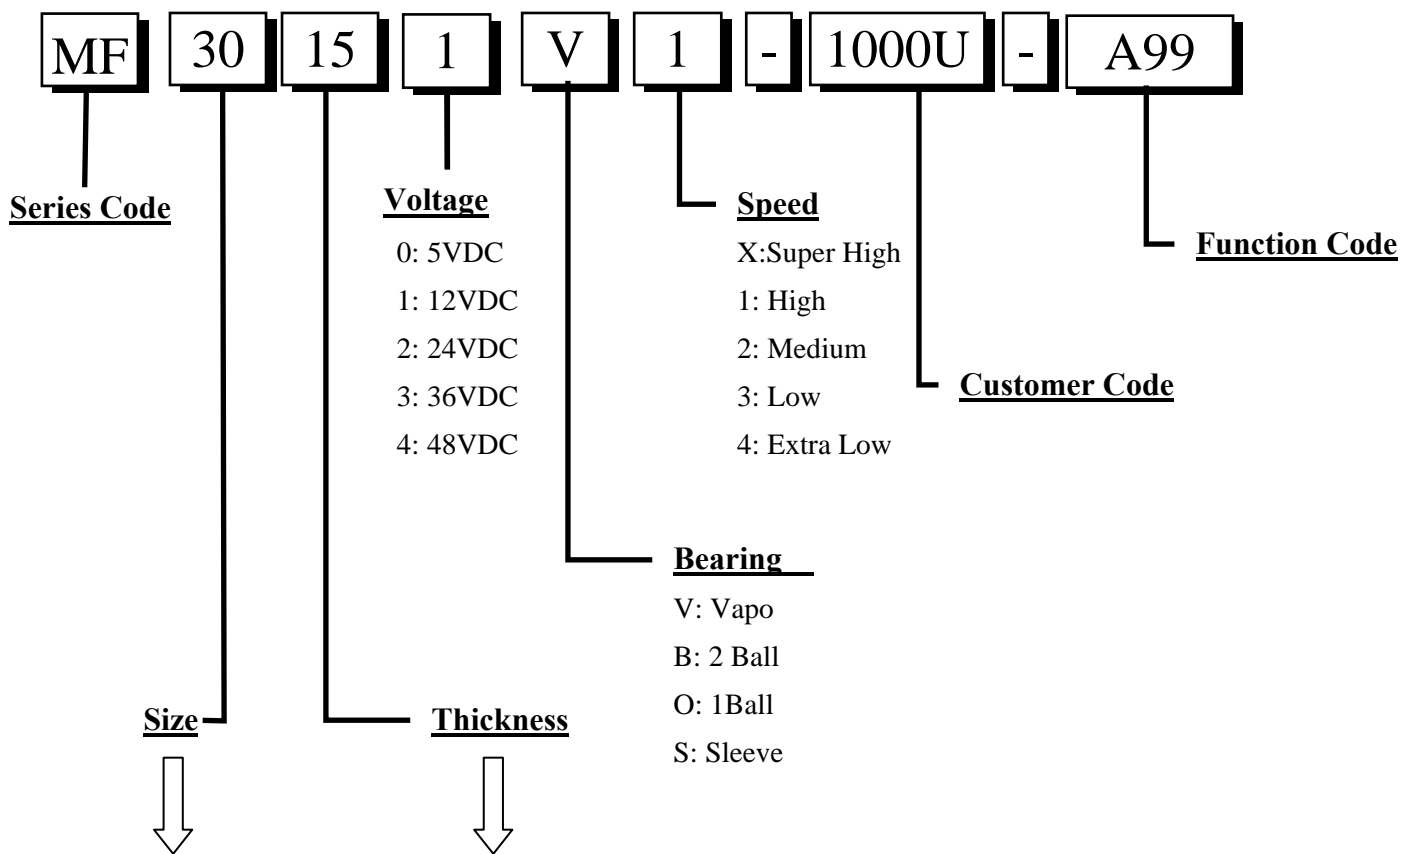 MF 30 15 1 V 1 - 1000U - A99
Series Code
Voltage
0: 5VDC
1: 12VDC
2: 24VDC
3: 36VDC
4: 48VDC
Speed
X:Super High
1: High
2: Medium
3: Low
4: Extra Low
Function Code
Customer Code
Bearing
V: Vapo
B: 2 Ball
O: 1Ball
S: Sleeve
Size
Thickness